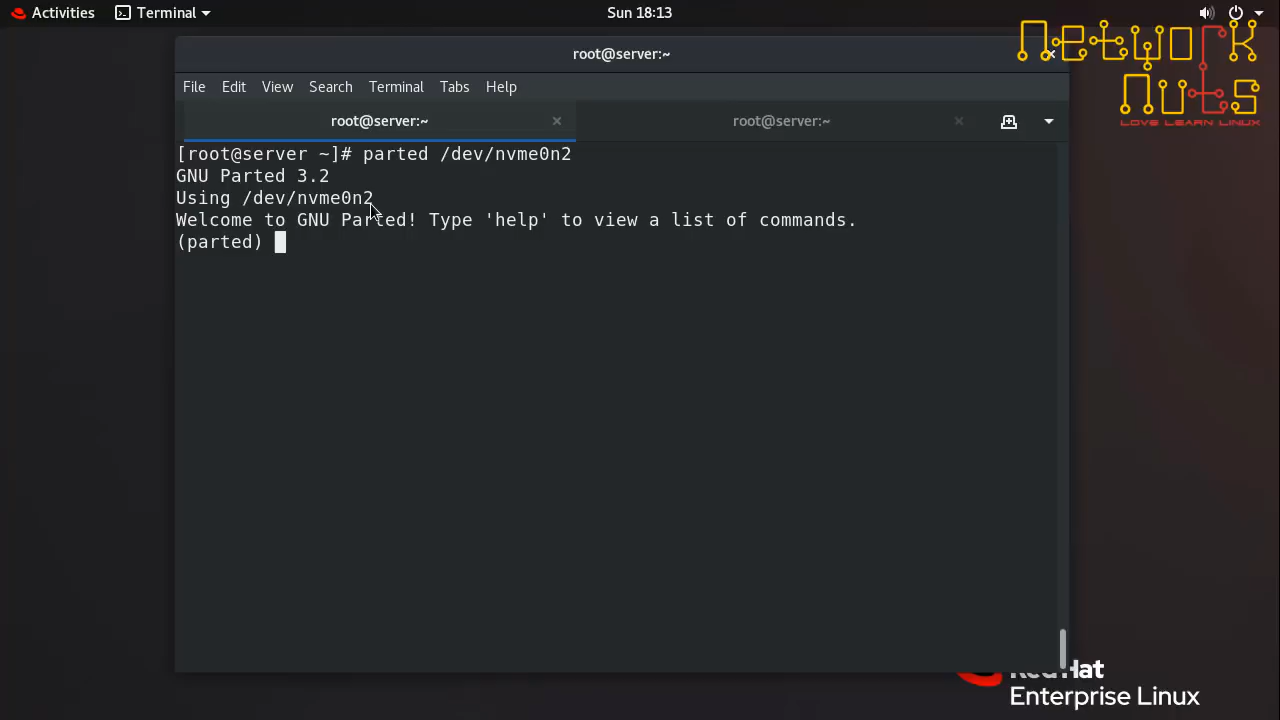 Activities Terminal Sun 18:13
NetwoRk
Nuts
LOVE LEARN LINUX
root@server:~
File Edit View Search Terminal Tabs Help
root@server:~ × root@server:~ ×
[root@server ~]# parted /dev/nvme0n2
GNU Parted 3.2
Using /dev/nvme0n2
Welcome to GNU Parted! Type 'help' to view a list of commands.
(parted)
Red Hat
Enterprise Linux